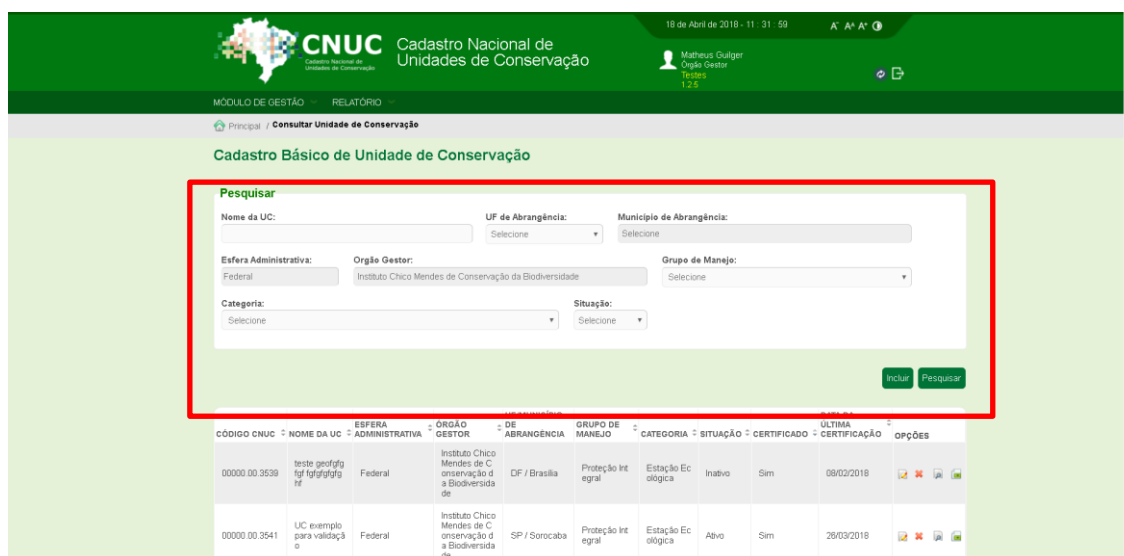 18 de Abril de 2018 - 11 : 31 : 59 A- A* A+
CNUC
Cadastro Nacional de
Unidades de Conservação
Cadastro Nacional de
Unidades de Conservação
Matheus Guilger
Órgão Gestor
Testes
1.2.5
MÓDULO DE GESTÃO RELATÓRIO
Principal / Consultar Unidade de Conservação
Cadastro Básico de Unidade de Conservação
Pesquisar
Nome da UC: UF de Abrangência: Município de Abrangência:
Selecione Selecione
Esfera Administrativa: Orgão Gestor: Grupo de Manejo:
Federal Instituto Chico Mendes de Conservação da Biodiversidade Selecione
Categoria: Situação:
Selecione Selecione
Incluir Pesquisar
CÓDIGO CNUC
NOME DA UC
ESFERA
ADMINISTRATIVA
ÓRGÃO
GESTOR
DE
ABRANGÊNCIA
GRUPO DE
MANEJO
CATEGORIA
SITUAÇÃO
CERTIFICADO
ÚLTIMA
CERTIFICAÇÃO
OPÇÕES
00000.00.3539
teste geofgfg
fgf fgfgfgfgfg
hf
Federal
Instituto Chico
Mendes de C
onservação d
a Biodiversida
de
DF / Brasília
Proteção Int
egral
Estação Ec
ológica
Inativo
Sim
08/02/2018
00000.00.3541
UC exemplo
para validaçã
o
Federal
Instituto Chico
Mendes de C
onservação d
a Biodiversida
de
SP / Sorocaba
Proteção Int
egral
Estação Ec
ológica
Ativo
Sim
26/03/2018